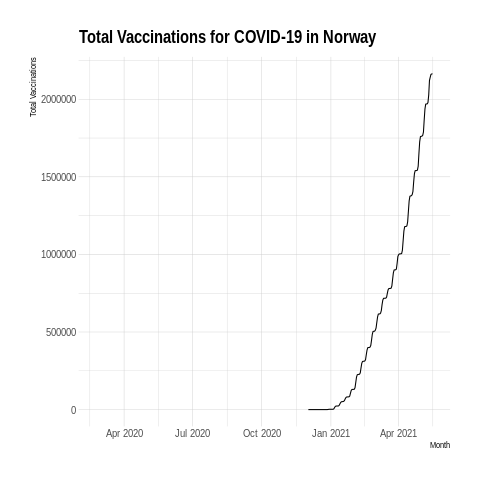 Total Vaccinations for COVID-19 in Norway
Total Vaccinations
2000000
1500000
1000000
500000
0
Apr 2020 Jul 2020 Oct 2020 Jan 2021 Apr 2021
Month